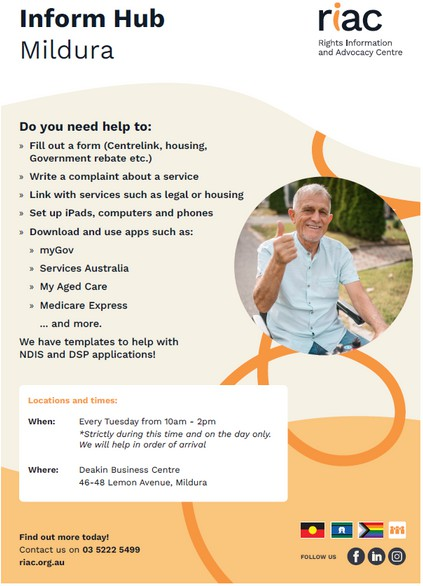 Inform Hub
Mildura
riac
Rights Information
and Advocacy Centre
Do you need help to:
» Fill out a form (Centrelink, housing,
Government rebate etc.)
» Write a complaint about a service
» Link with services such as legal or housing
» Set up iPads, computers and phones
» Download and use apps such as:
» myGov
» Services Australia
» My Aged Care
» Medicare Express
... and more.
We have templates to help with
NDIS and DSP applications!
Locations and times:
When: Every Tuesday from 10am - 2pm
*Strictly during this time and on the day only.
We will help in order of arrival
Where: Deakin Business Centre
46-48 Lemon Avenue, Mildura
Find out more today!
Contact us on 03 5222 5499
riac.org.au
FOLLOW US